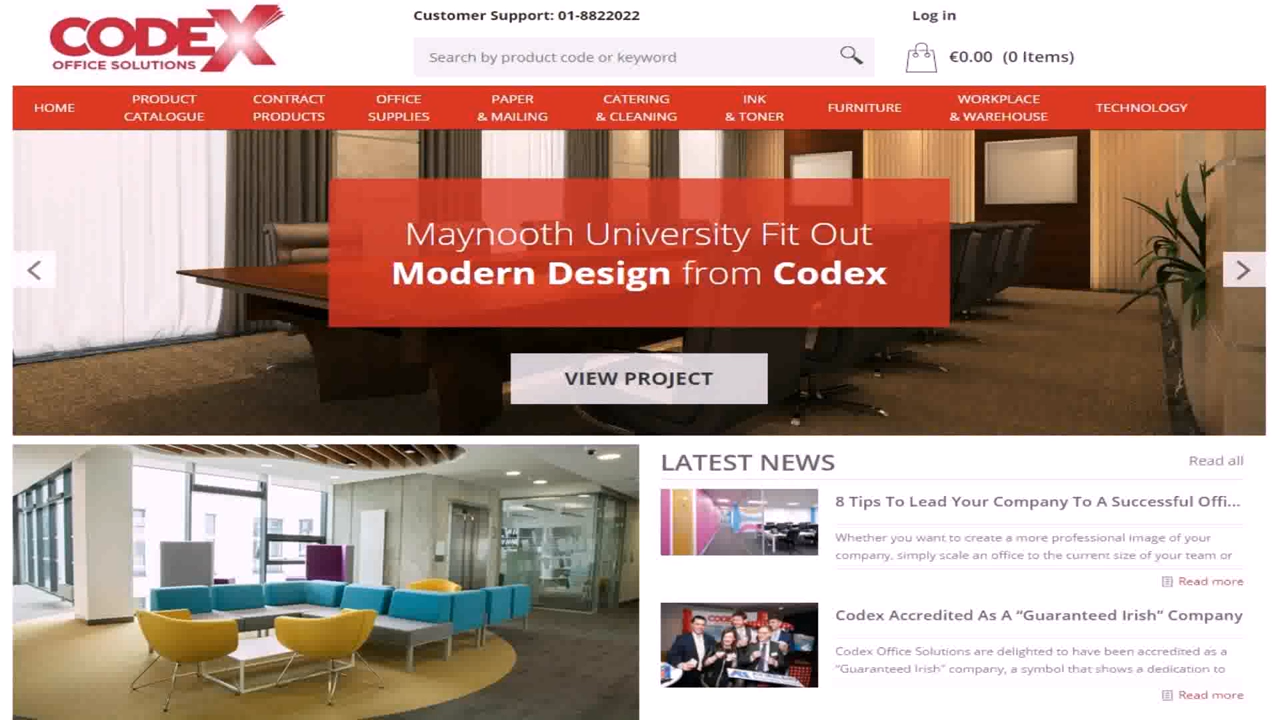 CODEX
OFFICE SOLUTIONS
Customer Support: 01-8822022
Log in
Search by product code or keyword
€0.00 (0 Items)
HOME
PRODUCT
CATALOGUE
CONTRACT
PRODUCTS
OFFICE
SUPPLIES
PAPER
& MAILING
CATERING
& CLEANING
INK
& TONER
FURNITURE
WORKPLACE
& WAREHOUSE
TECHNOLOGY
Maynooth University Fit Out
Modern Design from Codex
VIEW PROJECT
LATEST NEWS
Read all
8 Tips To Lead Your Company To A Successful Offi...
Whether you want to create a more professional image of your
company, simply scale an office to the current size of your team or
Read more
Codex Accredited As A “Guaranteed Irish” Company
Codex Office Solutions are delighted to have been accredited as a
“Guaranteed Irish” company, a symbol that shows a dedication to
Read more